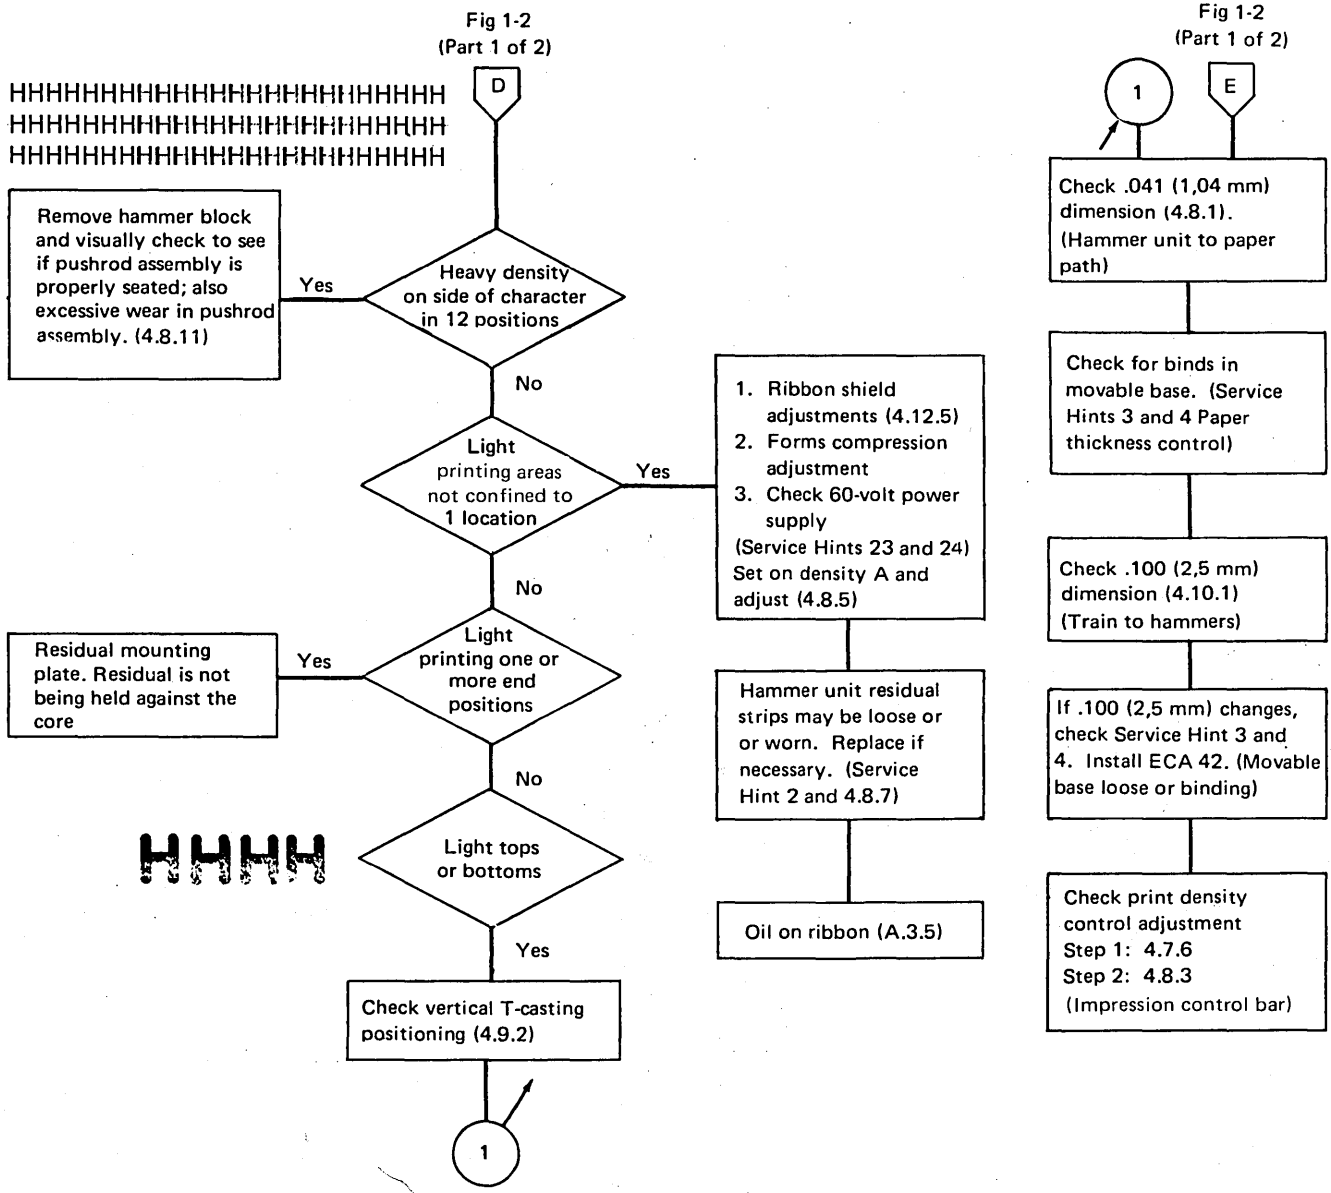 Fig 1-2
(Part 1 of 2)
D
HHHHHHHHHHHHHHHHHHHHHHHH
HHHHHHHHHHHHHHHHHHHHHHHH
HHHHHHHHHHHHHHHHHHHHHHHH
Remove hammer block
and visually check to see
if pushrod assembly is
properly seated; also
excessive wear in pushrod
assembly. (4.8.11)
Yes
Heavy density
on side of character
in 12 positions
No
Light
printing areas
not confined to
1 location
Yes
1. Ribbon shield
adjustments (4.12.5)
2. Forms compression
adjustment
3. Check 60-volt power
supply
(Service Hints 23 and 24)
Set on density A and
adjust (4.8.5)
No
Residual mounting
plate. Residual is not
being held against the
core
Yes
Light
printing one or
more end
positions
Hammer unit residual
strips may be loose or
or worn. Replace if
necessary. (Service
Hint 2 and 4.8.7)
No
HHHH
Light tops
or bottoms
Oil on ribbon (A.3.5)
Yes
Check vertical T-casting
positioning (4.9.2)
1
Fig 1-2
(Part 1 of 2)
1
E
Check .041 (1,04 mm)
dimension (4.8.1).
(Hammer unit to paper
path)
Check for binds in
movable base. (Service
Hints 3 and 4 Paper
thickness control)
Check .100 (2,5 mm)
dimension (4.10.1)
(Train to hammers)
If .100 (2,5 mm) changes,
check Service Hint 3 and
4. Install ECA 42. (Movable
base loose or binding)
Check print density
control adjustment
Step 1: 4.7.6
Step 2: 4.8.3
(Impression control bar)